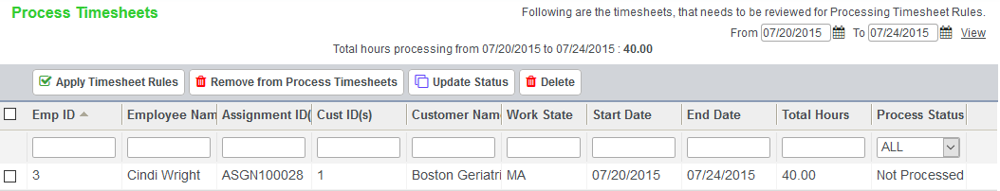 Process Timesheets
Following are the timesheets, that needs to be reviewed for Processing Timesheet Rules.
From 07/20/2015 To 07/24/2015 View
Total hours processing from 07/20/2015 to 07/24/2015 : 40.00
Apply Timesheet Rules Remove from Process Timesheets Update Status Delete
Emp ID Employee Nam Assignment ID( Cust ID(s) Customer Nam Work State Start Date End Date Total Hours Process Status
ALL
3 Cindi Wright ASGN100028 1 Boston Geriatri MA 07/20/2015 07/24/2015 40.00 Not Processed